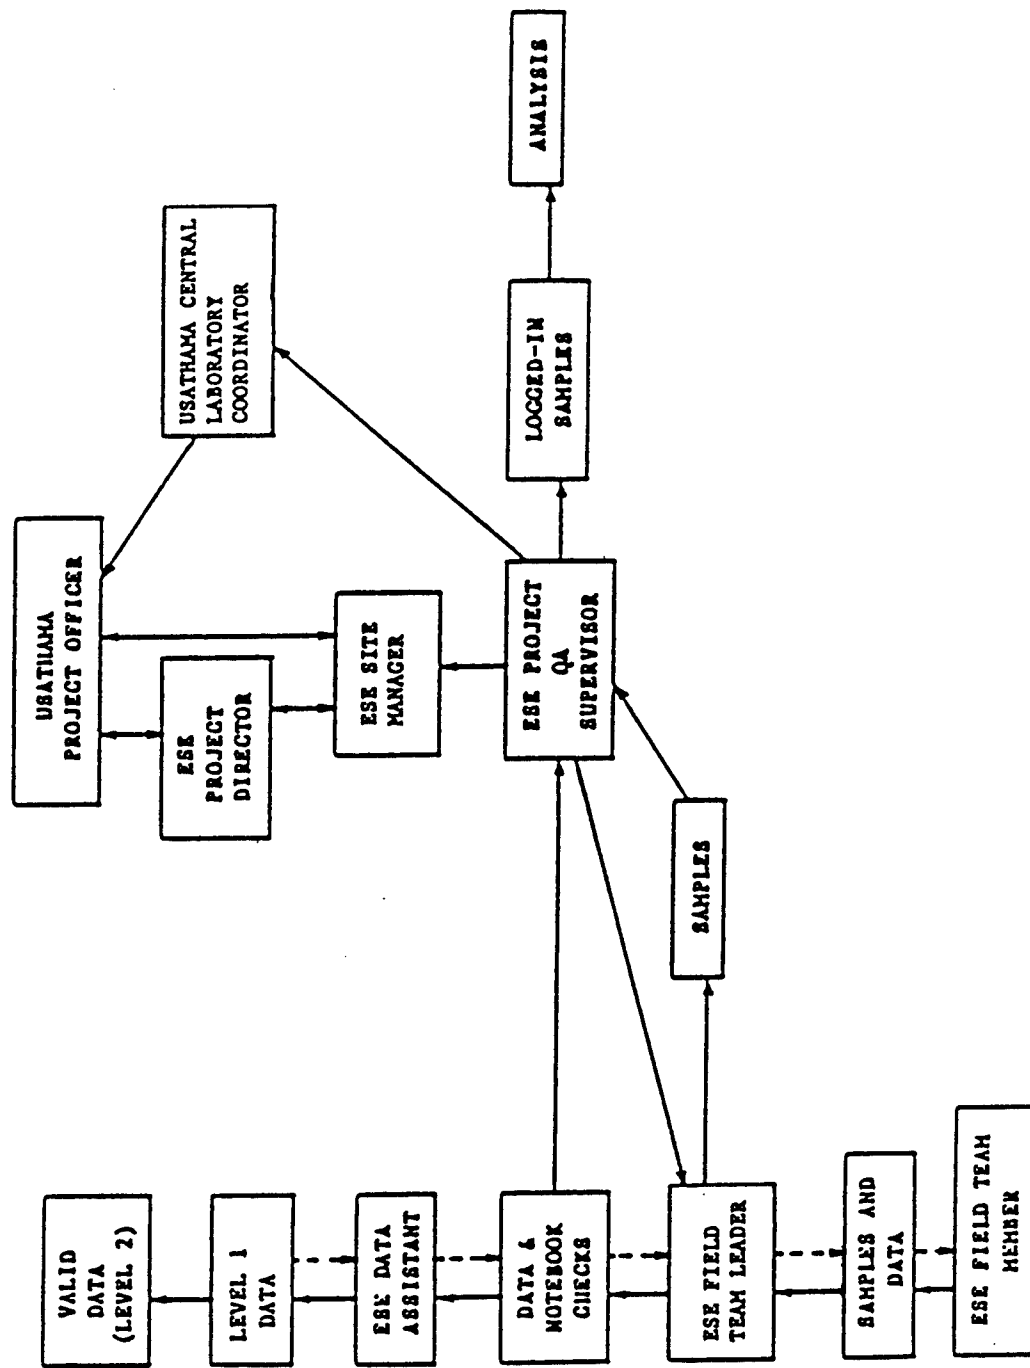 USATHAMA
PROJECT OFFICER
ESE
PROJECT
DIRECTOR
USATHAMA CENTRAL
LABORATORY
COORDINATOR
ESE SITE
MANAGER
VALID
DATA
(LEVEL 2)
LEVEL 1
DATA
ESE DATA
ASSISTANT
DATA &
NOTEBOOK
CHECKS
ESE PROJECT
QA
SUPERVISOR
LOGGED-IN
SAMPLES
ANALYSIS
ESE FIELD
TEAM LEADER
SAMPLES
SAMPLES AND
DATA
ESE FIELD TEAM
MEMBER